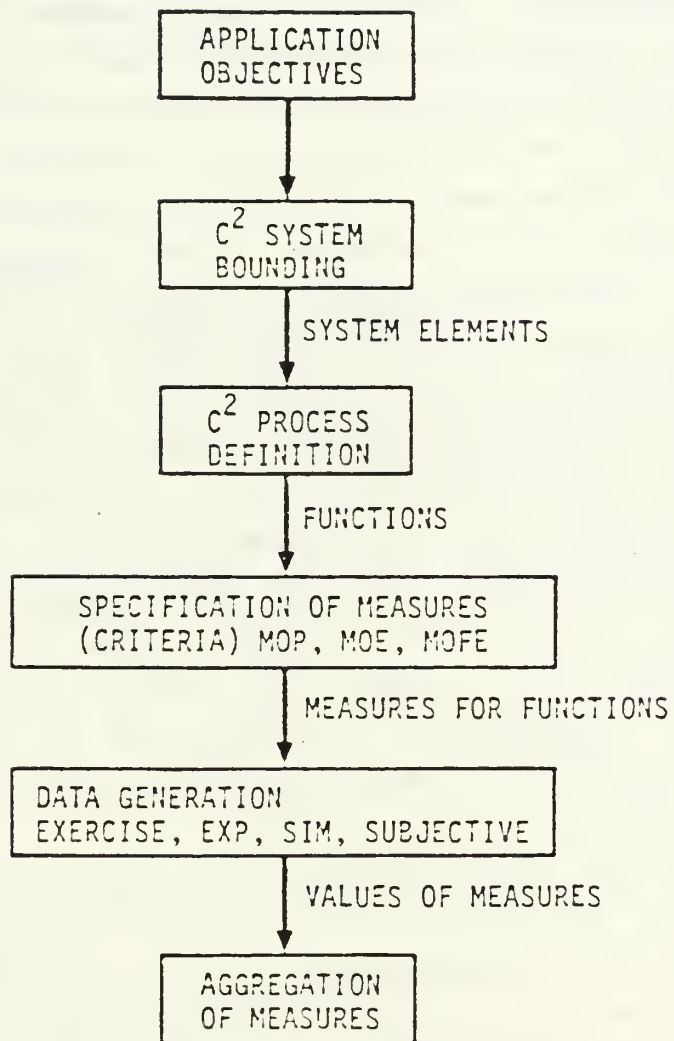 APPLICATION
OBJECTIVES
C² SYSTEM
BOUNDING
SYSTEM ELEMENTS
C² PROCESS
DEFINITION
FUNCTIONS
SPECIFICATION OF MEASURES
(CRITERIA) MOP, MOE, MOFE
MEASURES FOR FUNCTIONS
DATA GENERATION
EXERCISE, EXP, SIM, SUBJECTIVE
VALUES OF MEASURES
AGGREGATION
OF MEASURES